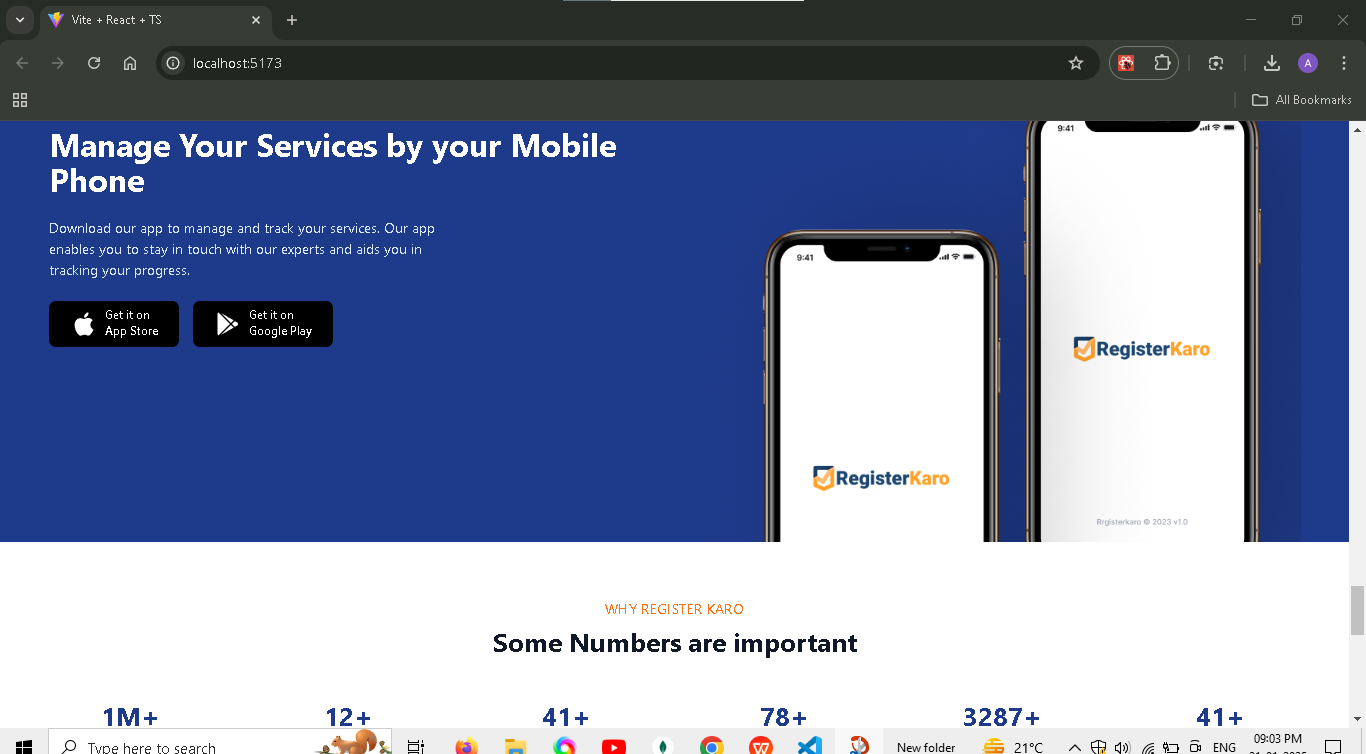 Vite + React + TS
localhost:5173
A
All Bookmarks
Manage Your Services by your Mobile
Phone
Download our app to manage and track your services. Our app
enables you to stay in touch with our experts and aids you in
tracking your progress.
Get it on
App Store
Get it on
Google Play
9:41
RegisterKaro
9:41
RegisterKaro
Rrgisterkaro © 2023 v1.0
WHY REGISTER KARO
Some Numbers are important
1M+
12+
41+
78+
3287+
41+
Type here to search
New folder
21°C
ENG
09:03 PM